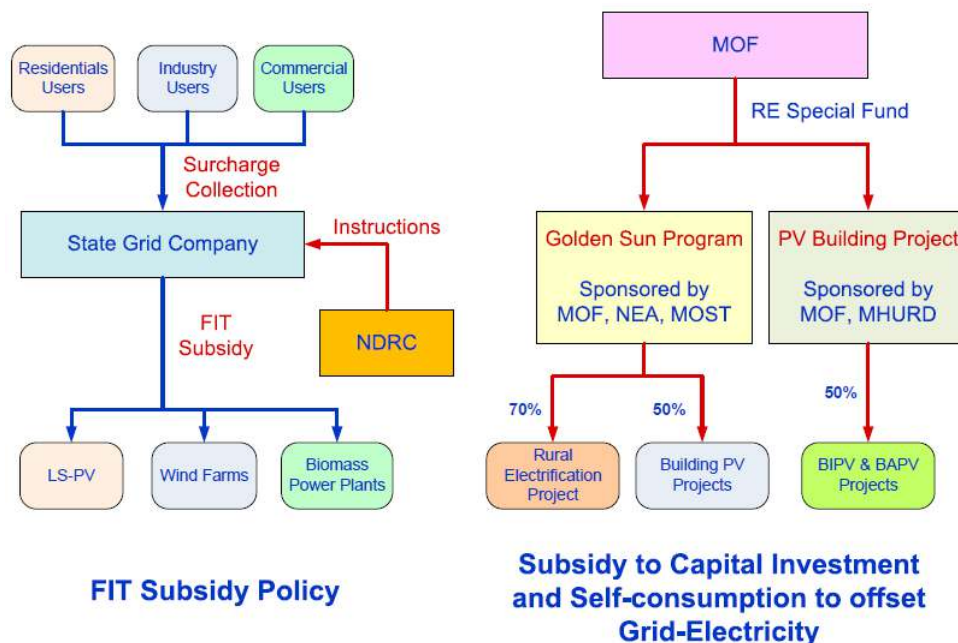 Residentials
Users
Industry
Users
Commercial
Users
Surcharge
Collection
State Grid Company
Instructions
FIT
Subsidy
NDRC
LS-PV
Wind Farms
Biomass
Power Plants
FIT Subsidy Policy
MOF
RE Special Fund
Golden Sun Program
Sponsored by
MOF, NEA, MOST
PV Building Project
Sponsored by
MOF, MHURD
70%
50%
50%
Rural
Electrification
Project
Building PV
Projects
BIPV & BAPV
Projects
Subsidy to Capital Investment
and Self-consumption to offset
Grid-Electricity